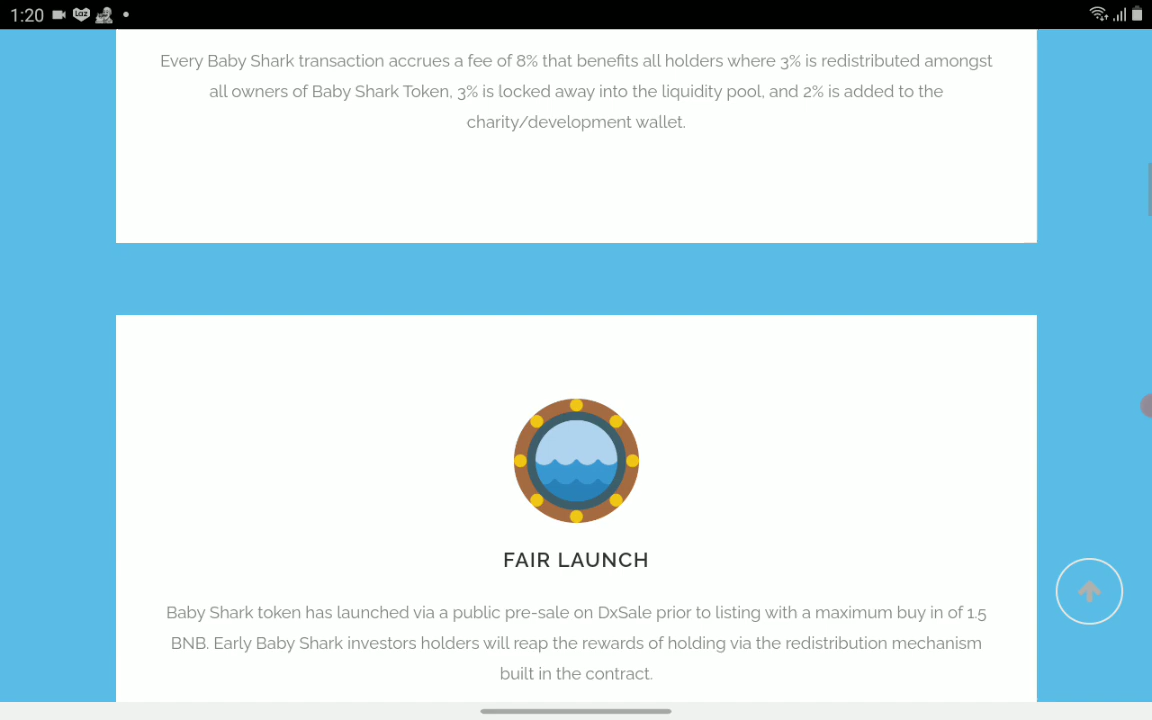 1:20
Laz
Every Baby Shark transaction accrues a fee of 8% that benefits all holders where 3% is redistributed amongst
all owners of Baby Shark Token, 3% is locked away into the liquidity pool, and 2% is added to the
charity/development wallet.
FAIR LAUNCH
Baby Shark token has launched via a public pre-sale on DxSale prior to listing with a maximum buy in of 1.5
BNB. Early Baby Shark investors holders will reap the rewards of holding via the redistribution mechanism
built in the contract.